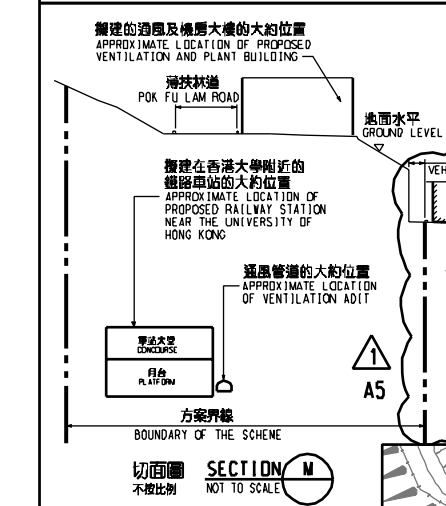 擬建的通風及機房大樓的大約位置
APPROXIMATE LOCATION OF PROPOSED
VENTILATION AND PLANT BUILDING
薄扶林道
POK FU LAM ROAD
地面水平
GROUND LEVEL
VEH
擬建在香港大學附近的
鐵路車站的大約位置
APPROXIMATE LOCATION OF
PROPOSED RAILWAY STATION
NEAR THE UNIVERSITY OF
HONG KONG
通風管道的大約位置
APPROXIMATE LOCATION
OF VENTILATION ADIT
車站大堂
CONCOURSE
月台
PLATFORM
1
A5
方案界線
BOUNDARY OF THE SCHEME
切面圖 SECTION M
不按比例 NOT TO SCALE